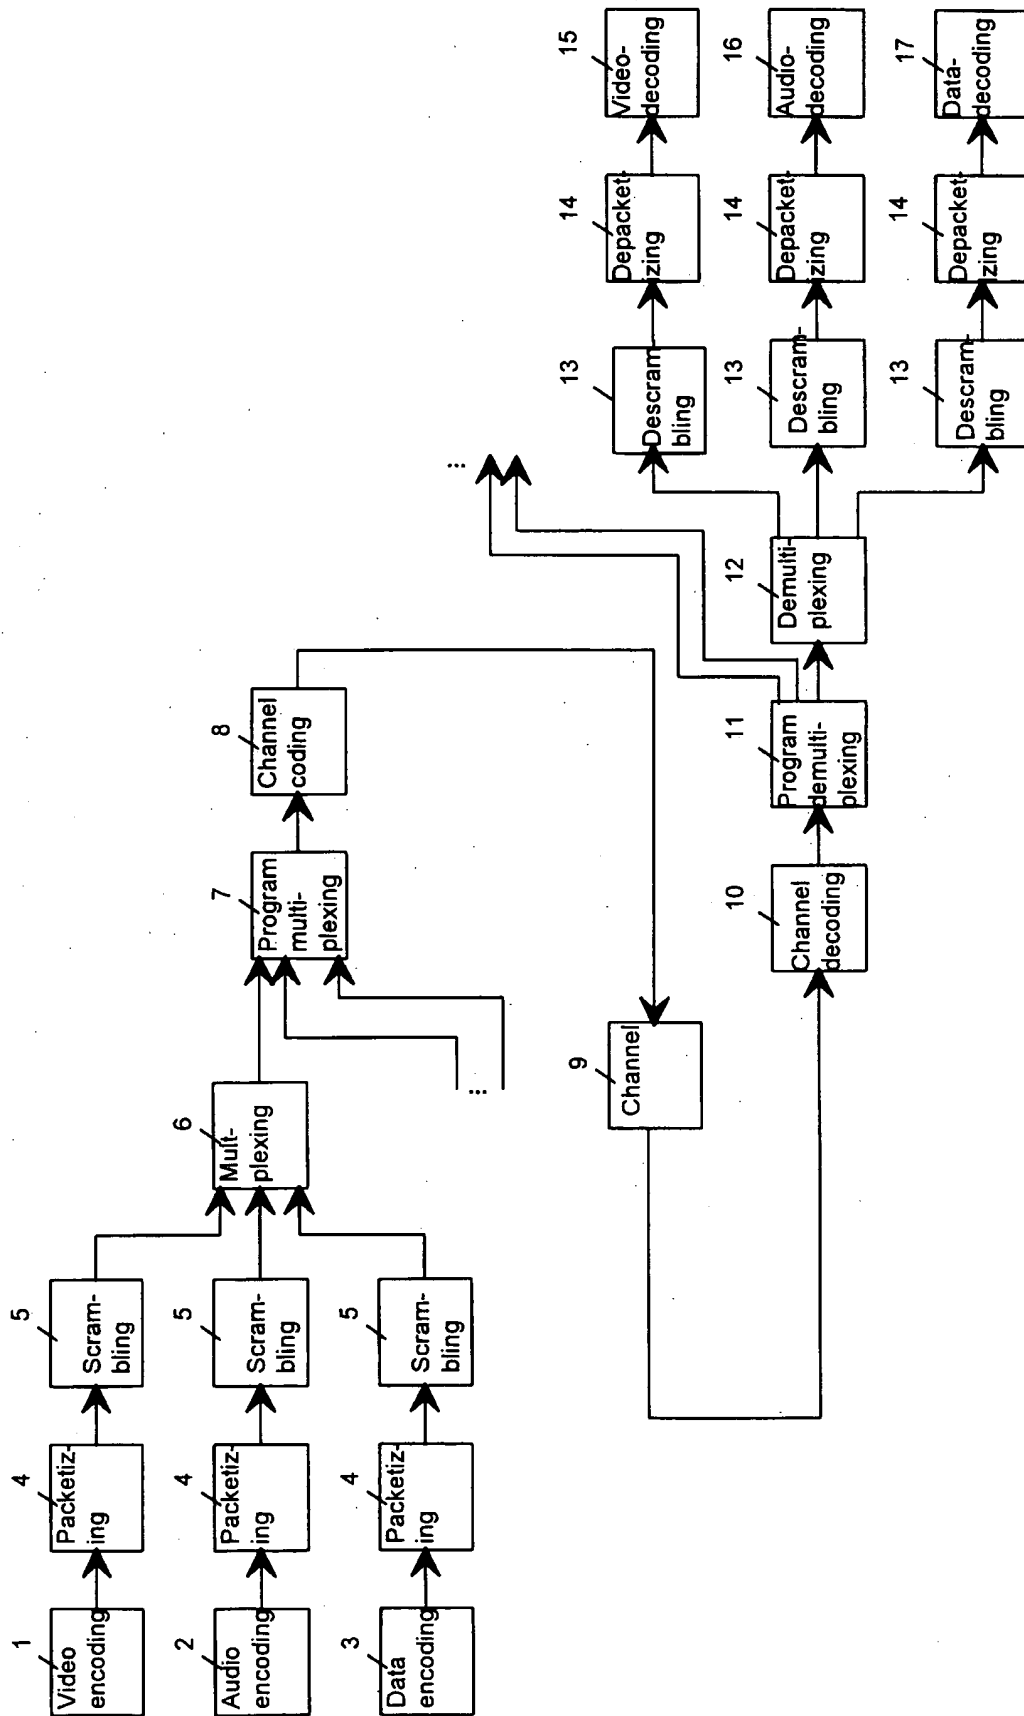 1
Video
encoding
4
Packetiz-
ing
5
Scram-
bling
2
Audio
encoding
4
Packetiz-
ing
5
Scram-
bling
3
Data
encoding
4
Packetiz-
ing
5
Scram-
bling
6
Mult-
plexing
...
7
Program
multi-
plexing
8
Channel
coding
9
Channel
10
Channel
decoding
11
Program
demulti-
plexing
...
12
Demulti-
plexing
13
Descram
bling
14
Depacket-
izing
15
Video-
decoding
13
Descram-
bling
14
Depacket-
izing
16
Audio-
decoding
13
Descram-
bling
14
Depacket-
izing
17
Data-
decoding